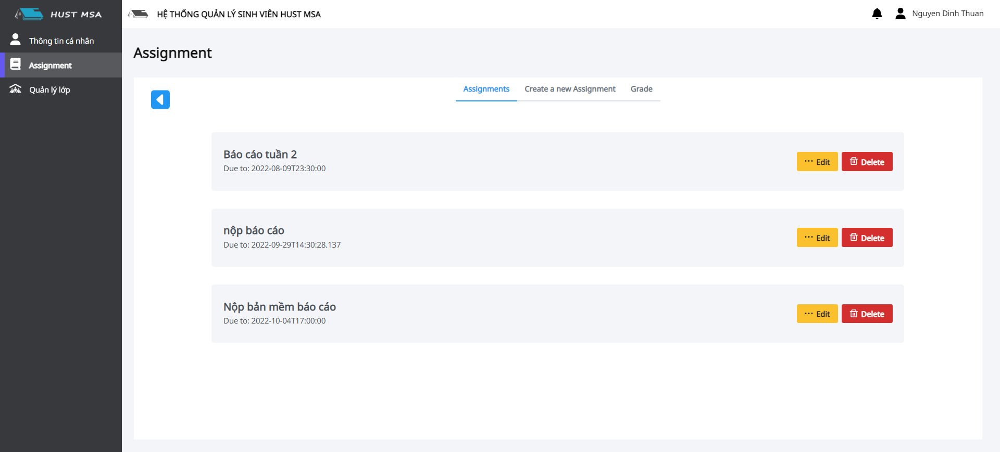 HUST MSA
HỆ THỐNG QUẢN LÝ SINH VIÊN HUST MSA
Nguyen Dinh Thuan
Thông tin cá nhân
Assignment
Quản lý lớp
Assignment
Assignments
Create a new Assignment
Grade
Báo cáo tuần 2
Due to: 2022-08-09T23:30:00
Edit
Delete
nộp báo cáo
Due to: 2022-09-29T14:30:28.137
Edit
Delete
Nộp bản mềm báo cáo
Due to: 2022-10-04T17:00:00
Edit
Delete